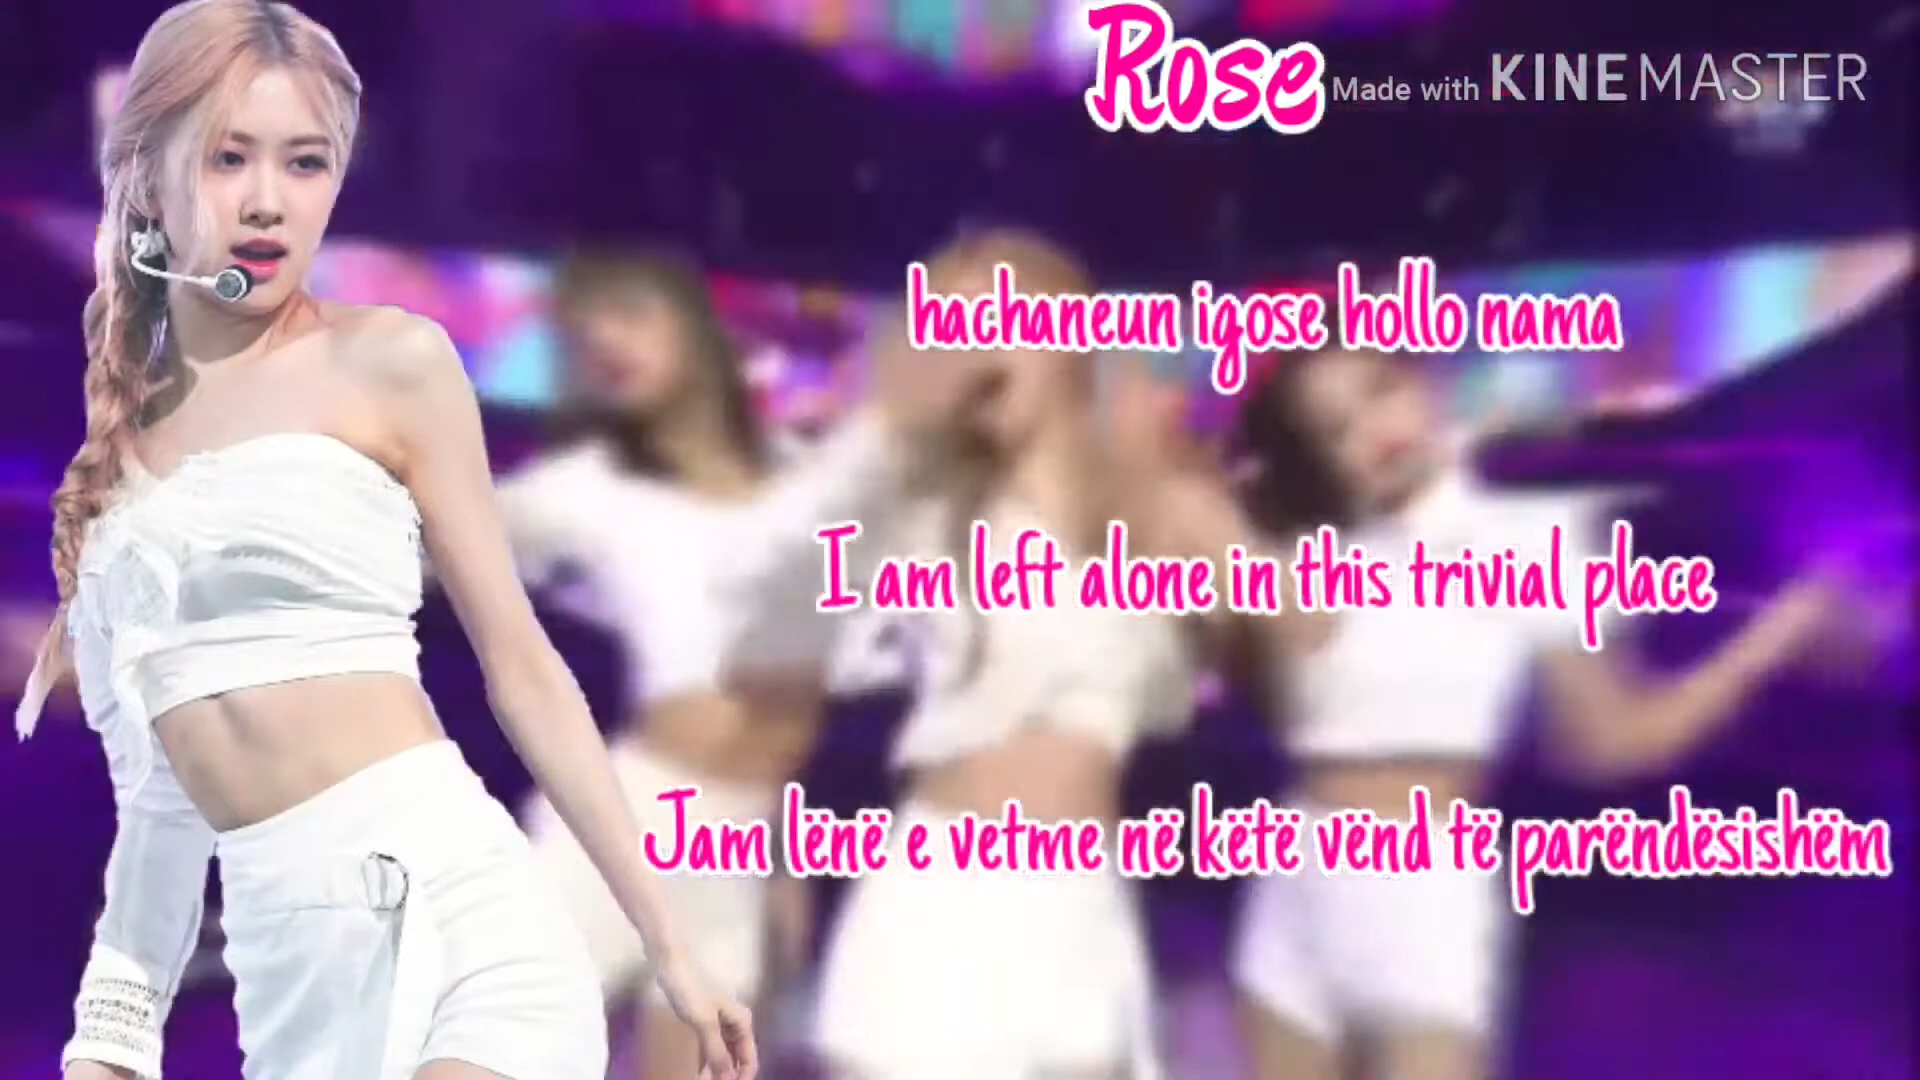 Rose
Made with KINEMASTER
hachaneun igose hollo nama
I am left alone in this trivial place
Jam lënë e vetme në këtë vënd të parëndësishëm